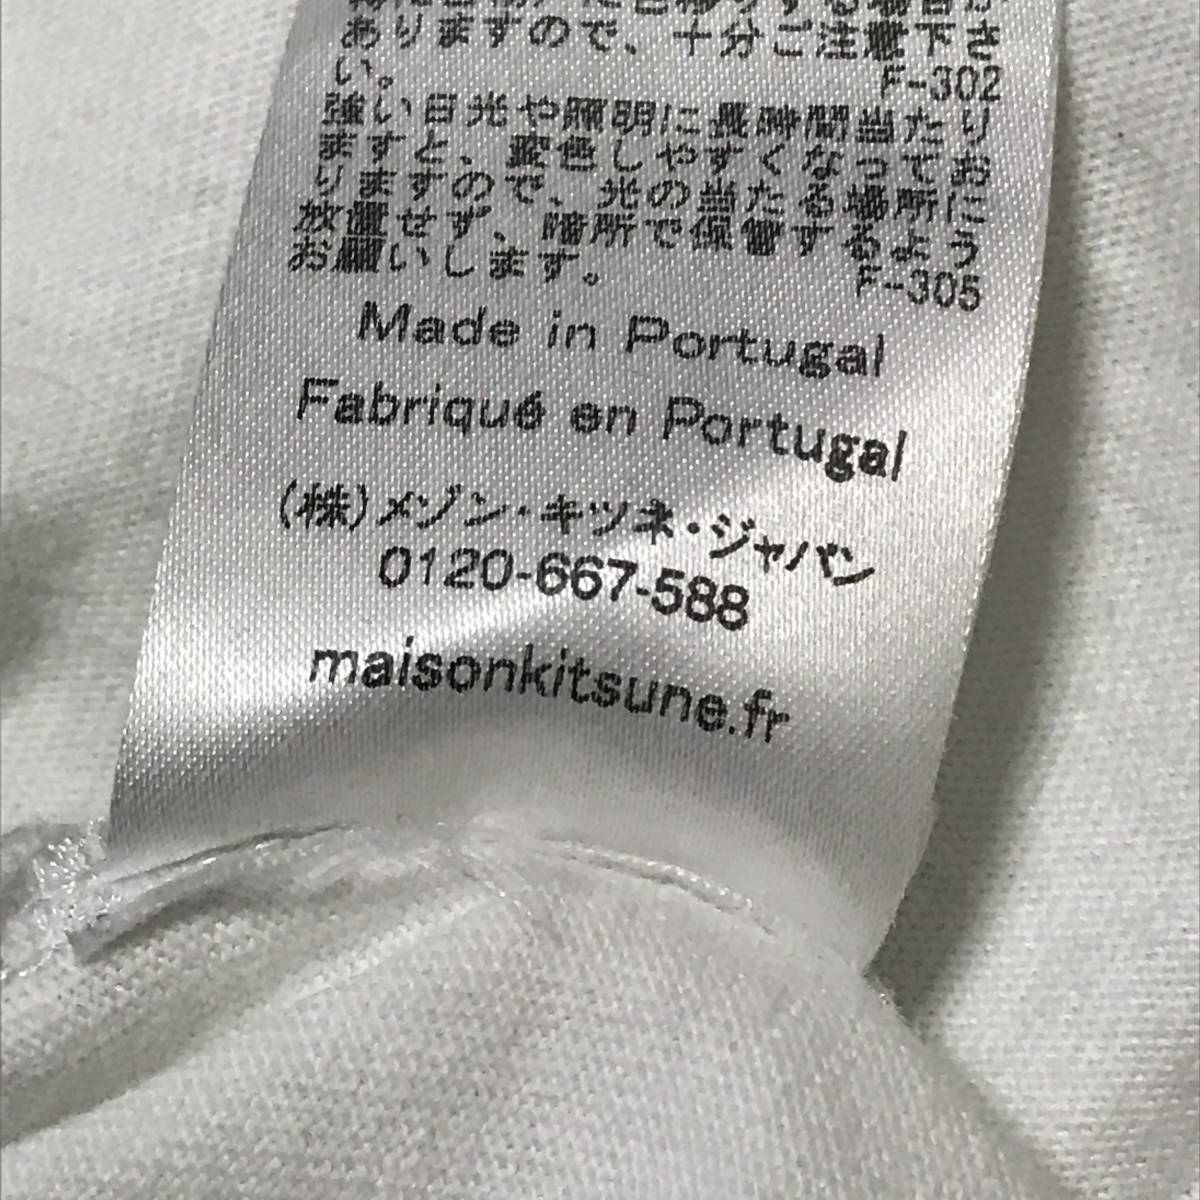 ありますので、十分ご注意下さ
い。
F-302
強い日光や照明に長時間当たり
ますと、変色しやすくなってお
りますので、光の当たる場所に
放置せず、暗所で保管するよう
お願いします。
F-305
Made in Portugal
Fabriqué en Portugal
(株)メゾン・キツネ・ジャパン
0120-667-588
maisonkitsune.fr